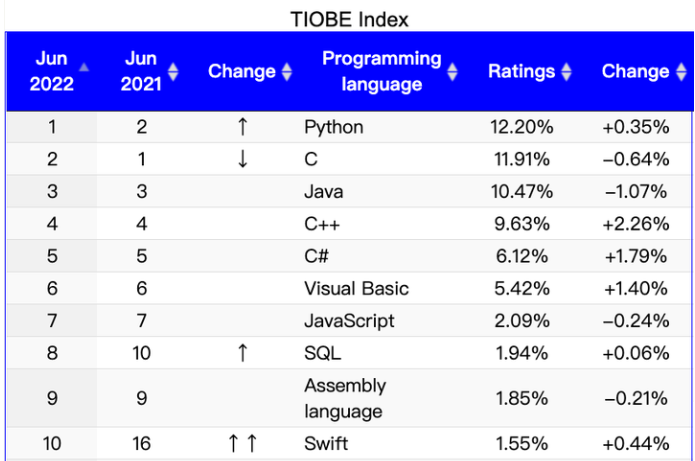 TIOBE Index
Jun 2022 Jun 2021 Change Programming language Ratings Change
1 2 ↑ Python 12.20% +0.35%
2 1 ↓ C 11.91% −0.64%
3 3 Java 10.47% −1.07%
4 4 C++ 9.63% +2.26%
5 5 C# 6.12% +1.79%
6 6 Visual Basic 5.42% +1.40%
7 7 JavaScript 2.09% −0.24%
8 10 ↑ SQL 1.94% +0.06%
9 9 Assembly language 1.85% −0.21%
10 16 ↑↑ Swift 1.55% +0.44%